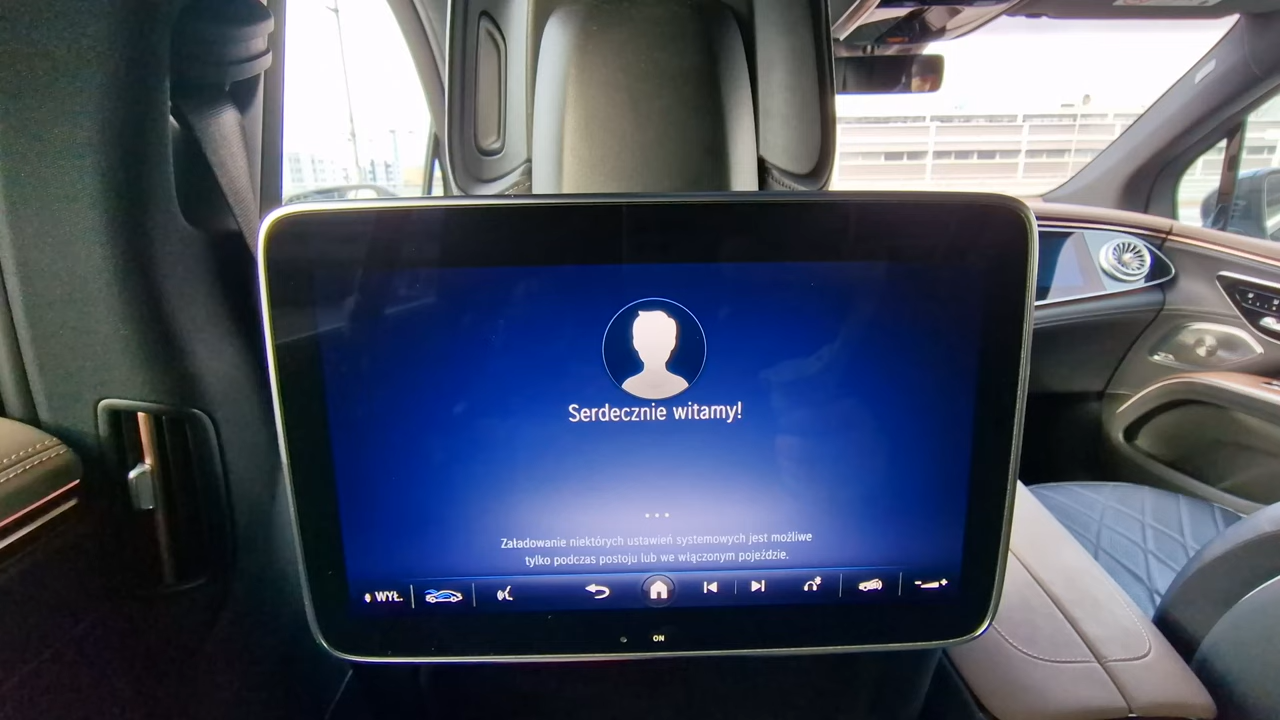 Serdecznie witamy!
Załadowanie niektórych ustawień systemowych jest możliwe
tylko podczas postoju lub we włączonym pojeździe.
WYŁ.
ON